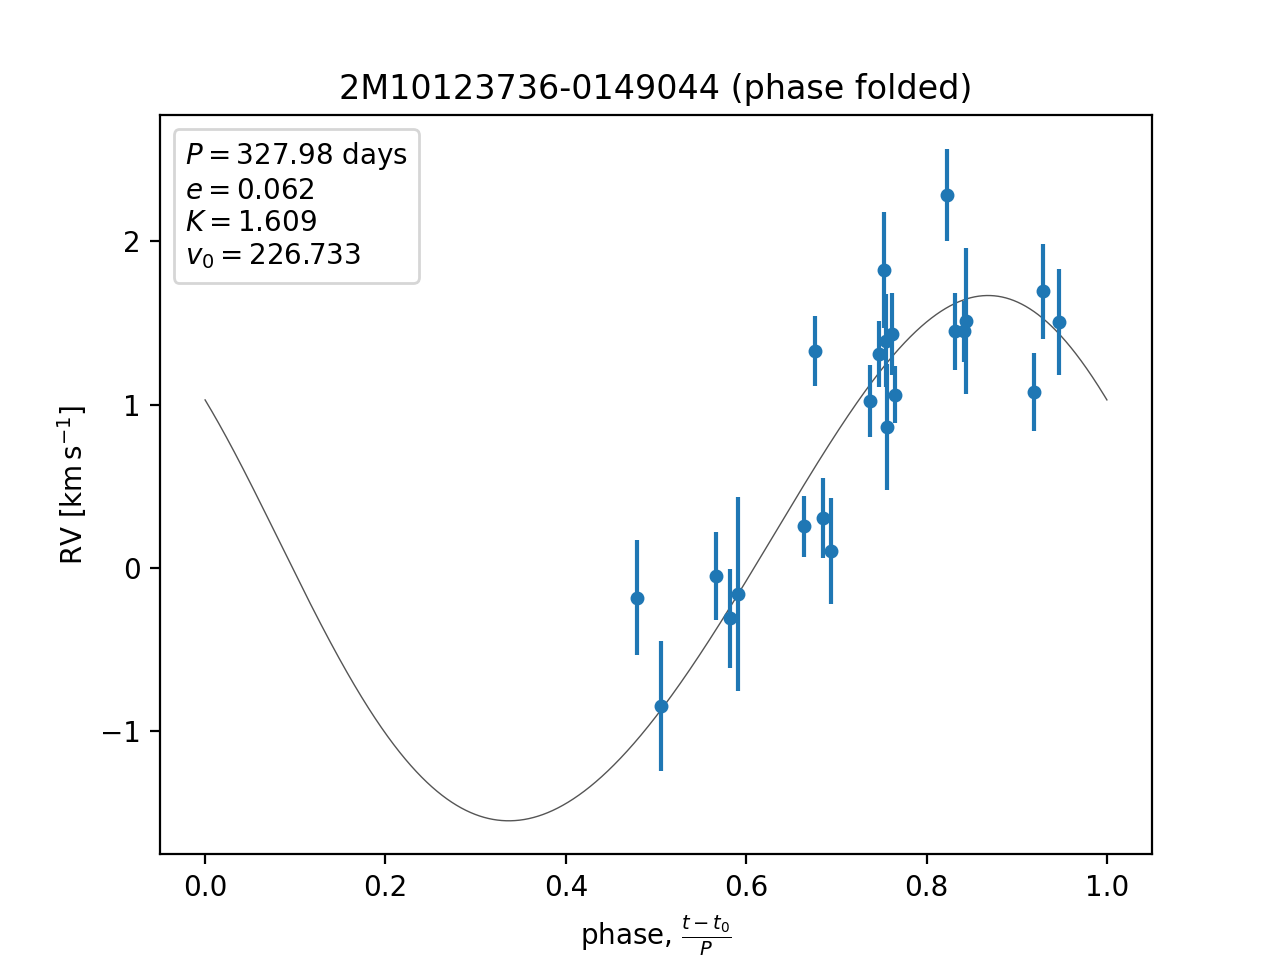 2M10123736-0149044 (phase folded)
P = 327.98 days
e = 0.062
K = 1.609
v₀ = 226.733
RV [km s⁻¹]
2
1
0
−1
0.0 0.2 0.4 0.6 0.8 1.0
phase, (t − t₀)/P